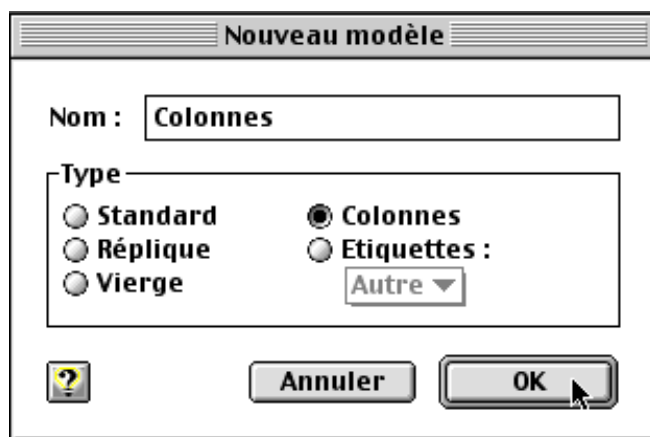 Nouveau modèle
Nom : Colonnes
Type
Standard Colonnes
Réplique Etiquettes :
Vierge Autre
? Annuler OK